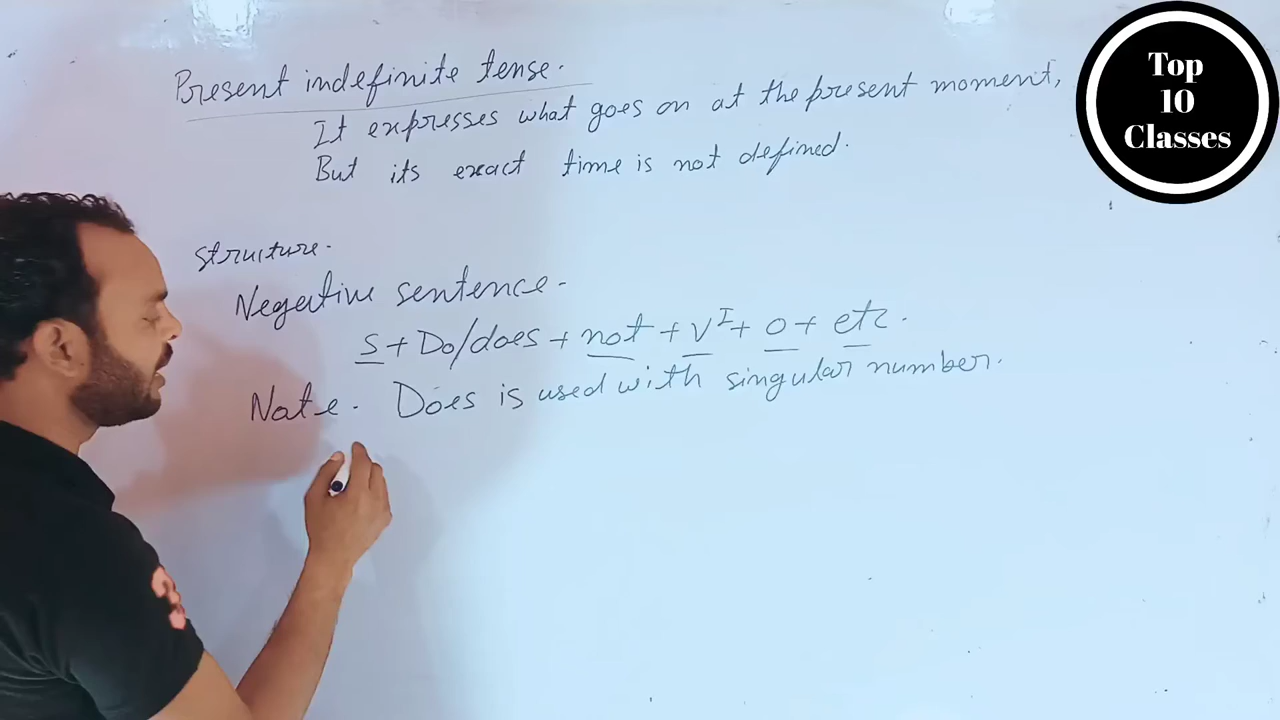 Present indefinite tense.
It expresses what goes on at the present moment,
But its exact time is not defined.
structure.
Negative sentence.
S + Do/does + not + V^I + O + etc.
Note. Does is used with singular number.
Top
10
Classes